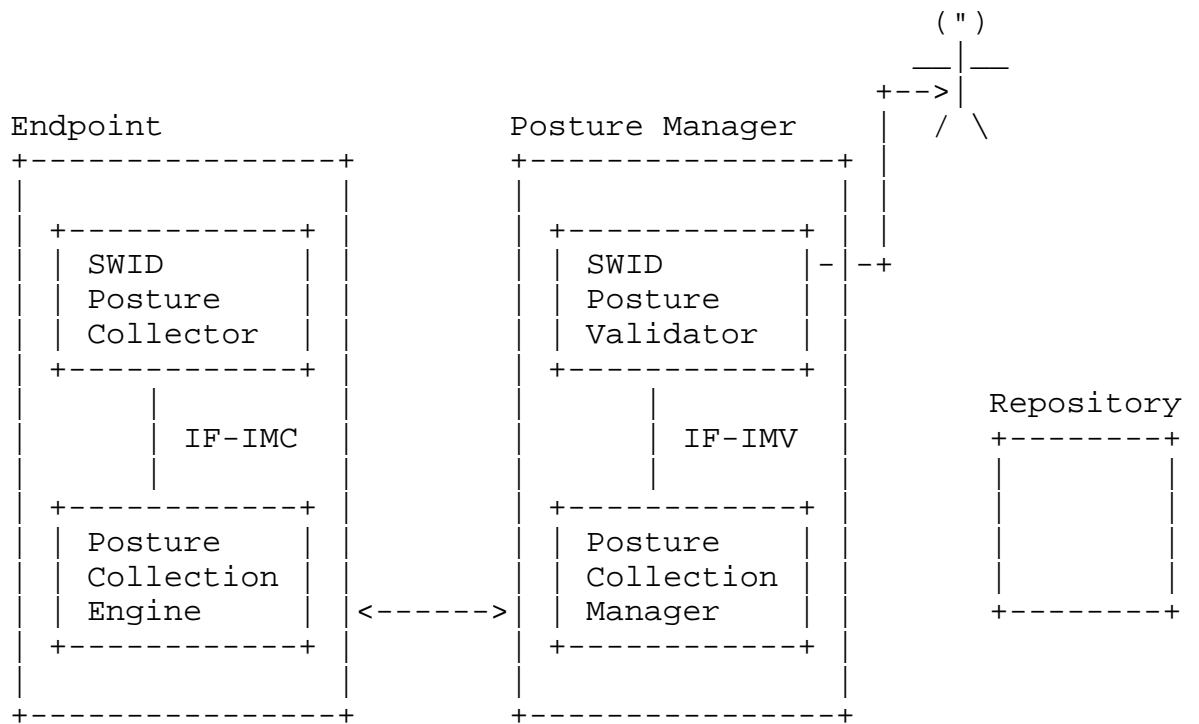 Endpoint
Posture Manager
SWID
Posture
Collector
SWID
Posture
Validator
IF-IMC
IF-IMV
Repository
Posture
Collection
Engine
Posture
Collection
Manager